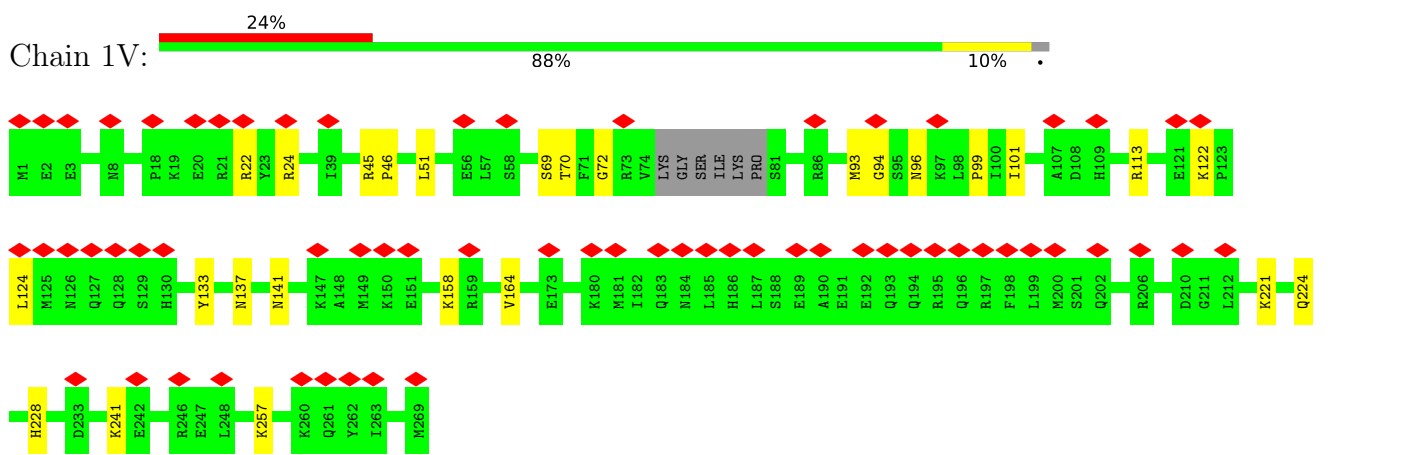 24%
Chain 1V:
88% 10% •
M1 E2 E3 N8 P18 K19 E20 R21 R22 Y23 R24 I39 R45 P46 L51 E56 L57 S58 S69 T70 F71 G72 R73 V74 LYS GLY SER ILE LYS PRO S81 R86 M93 G94 S95 N96 K97 L98 P99 I100 I101 A107 D108 H109 R113 E121 K122 P123
L124 M125 N126 Q127 Q128 S129 H130 Y133 N137 N141 K147 A148 M149 K150 E151 K158 R159 V164 E173 K180 M181 I182 Q183 N184 L185 H186 L187 S188 E189 A190 E191 E192 Q193 Q194 R195 Q196 R197 F198 L199 M200 S201 Q202 R206 D210 G211 L212 K221 Q224
H228 D233 K241 E242 R246 E247 L248 K257 K260 Q261 Y262 I263 M269